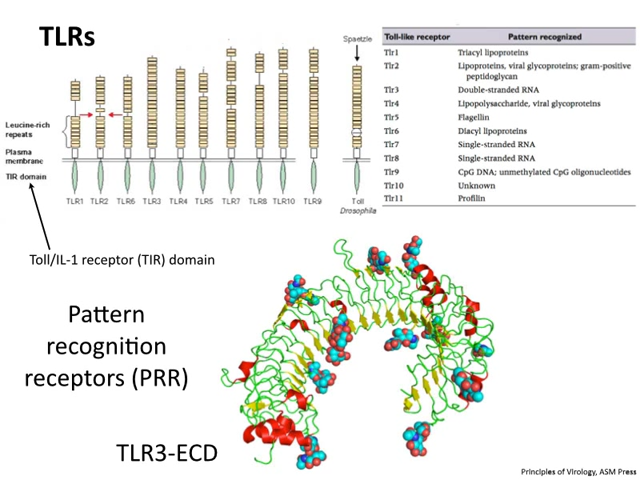 TLRs
Spaetzle
Leucine-rich
repeats
Plasma
membrane
TIR domain
TLR1 TLR2 TLR6 TLR3 TLR4 TLR5 TLR7 TLR8 TLR10 TLR9 Toll
Drosophila
Toll-like receptor Pattern recognized
Tlr1 Triacyl lipoproteins
Tlr2 Lipoproteins, viral glycoproteins; gram-positive
peptidoglycan
Tlr3 Double-stranded RNA
Tlr4 Lipopolysaccharide, viral glycoproteins
Tlr5 Flagellin
Tlr6 Diacyl lipoproteins
Tlr7 Single-stranded RNA
Tlr8 Single-stranded RNA
Tlr9 CpG DNA; unmethylated CpG oligonucleotides
Tlr10 Unknown
Tlr11 Profilin
Toll/IL-1 receptor (TIR) domain
Pattern
recognition
receptors (PRR)
TLR3-ECD
Principles of Virology, ASM Press